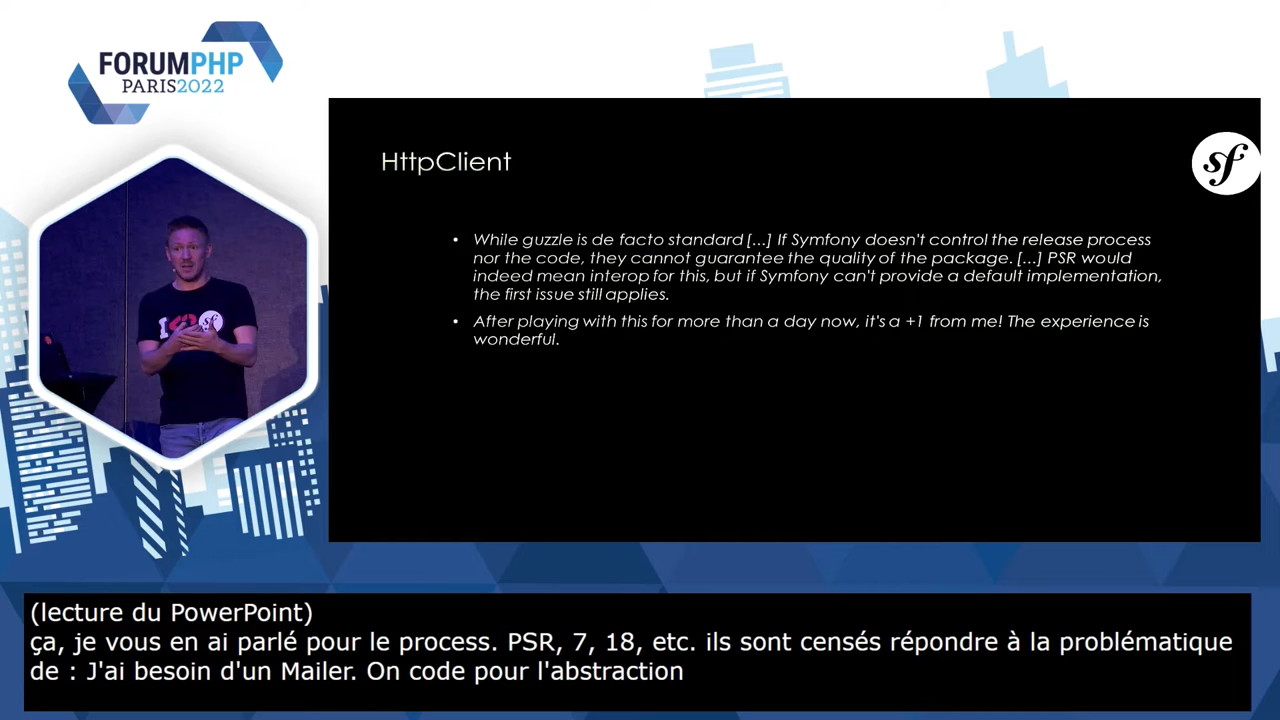 FORUMPHP
PARIS2022
HttpClient
sf
• While guzzle is de facto standard [...] If Symfony doesn't control the release process
nor the code, they cannot guarantee the quality of the package. [...] PSR would
indeed mean interop for this, but if Symfony can't provide a default implementation,
the first issue still applies.
• After playing with this for more than a day now, it's a +1 from me! The experience is
wonderful.
I
sf
(lecture du PowerPoint)
ça, je vous en ai parlé pour le process. PSR, 7, 18, etc. ils sont censés répondre à la problématique
de : J'ai besoin d'un Mailer. On code pour l'abstraction